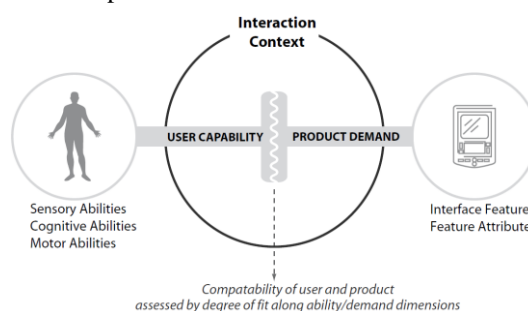 Interaction
Context
USER CAPABILITY
PRODUCT DEMAND
Sensory Abilities
Cognitive Abilities
Motor Abilities
Interface Feature
Feature Attribute
Compatability of user and product
assessed by degree of fit along ability/demand dimensions